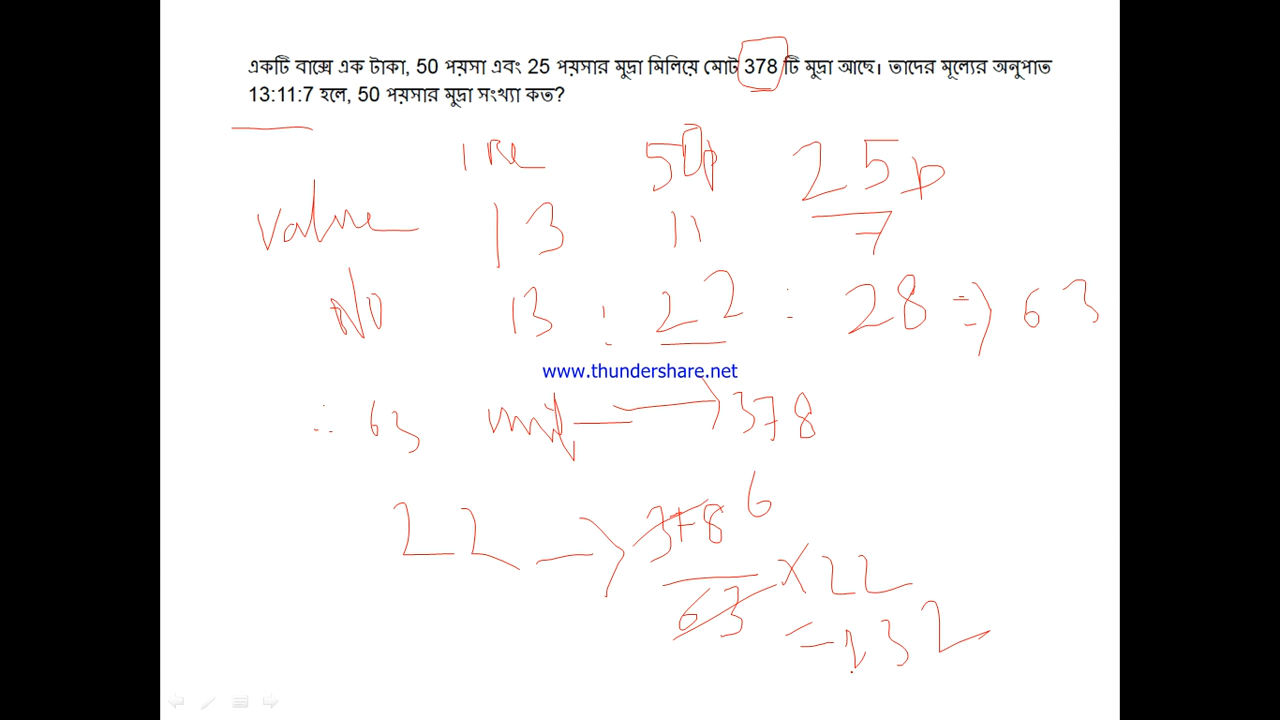 একটি বাক্সে এক টাকা, 50 পয়সা এবং 25 পয়সার মুদ্রা মিলিয়ে মোট 378 টি মুদ্রা আছে। তাদের মূল্যের অনুপাত
13:11:7 হলে, 50 পয়সার মুদ্রা সংখ্যা কত?
1 Re 50p 25p
value 13 11 7
No 13 : 22 : 28 => 63
www.thundershare.net
∴ 63 unit → 378
22 → 378 6
63 × 22
= 132